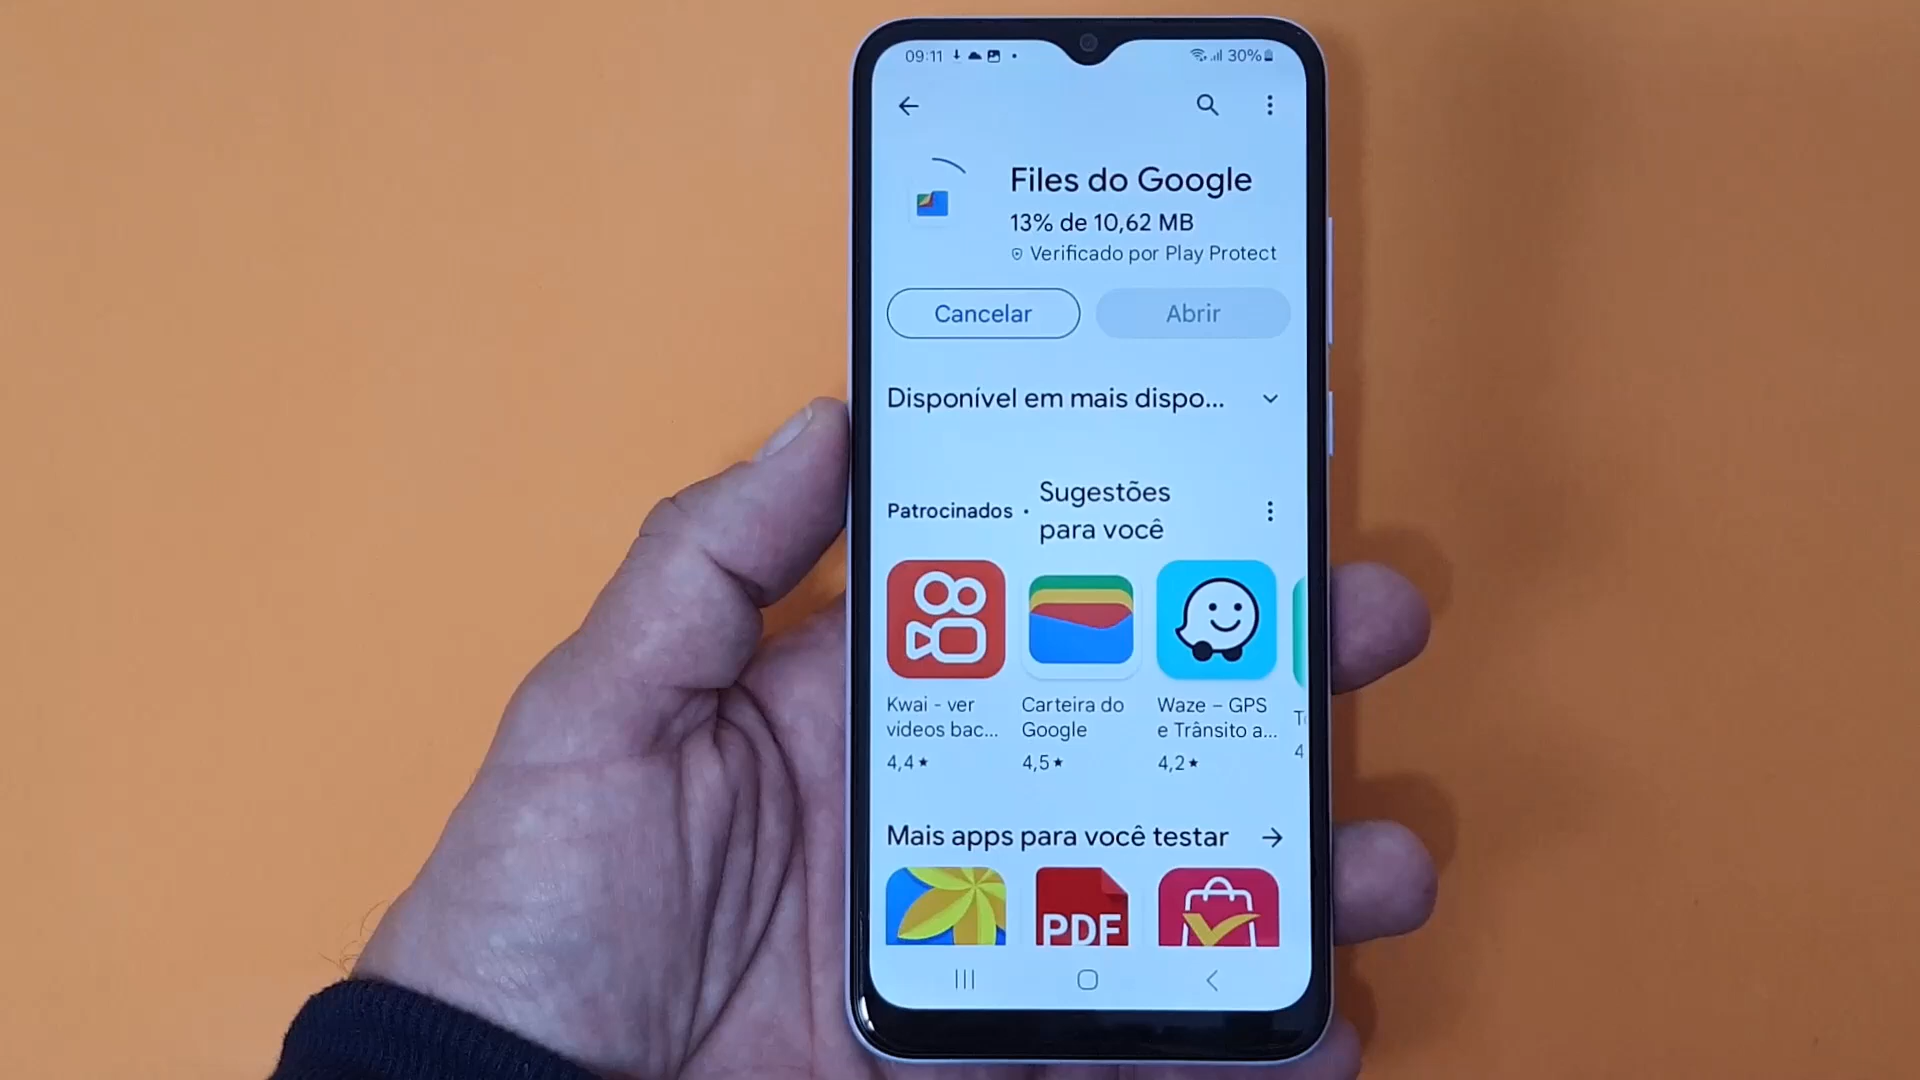 09:11
30%
Files do Google
13% de 10,62 MB
Verificado por Play Protect
Cancelar
Abrir
Disponível em mais dispo...
Patrocinados ·
Sugestões
para você
Kwai - ver
vídeos bac...
4,4★
Carteira do
Google
4,5★
Waze – GPS
e Trânsito a...
4,2★
4
Mais apps para você testar
PDF